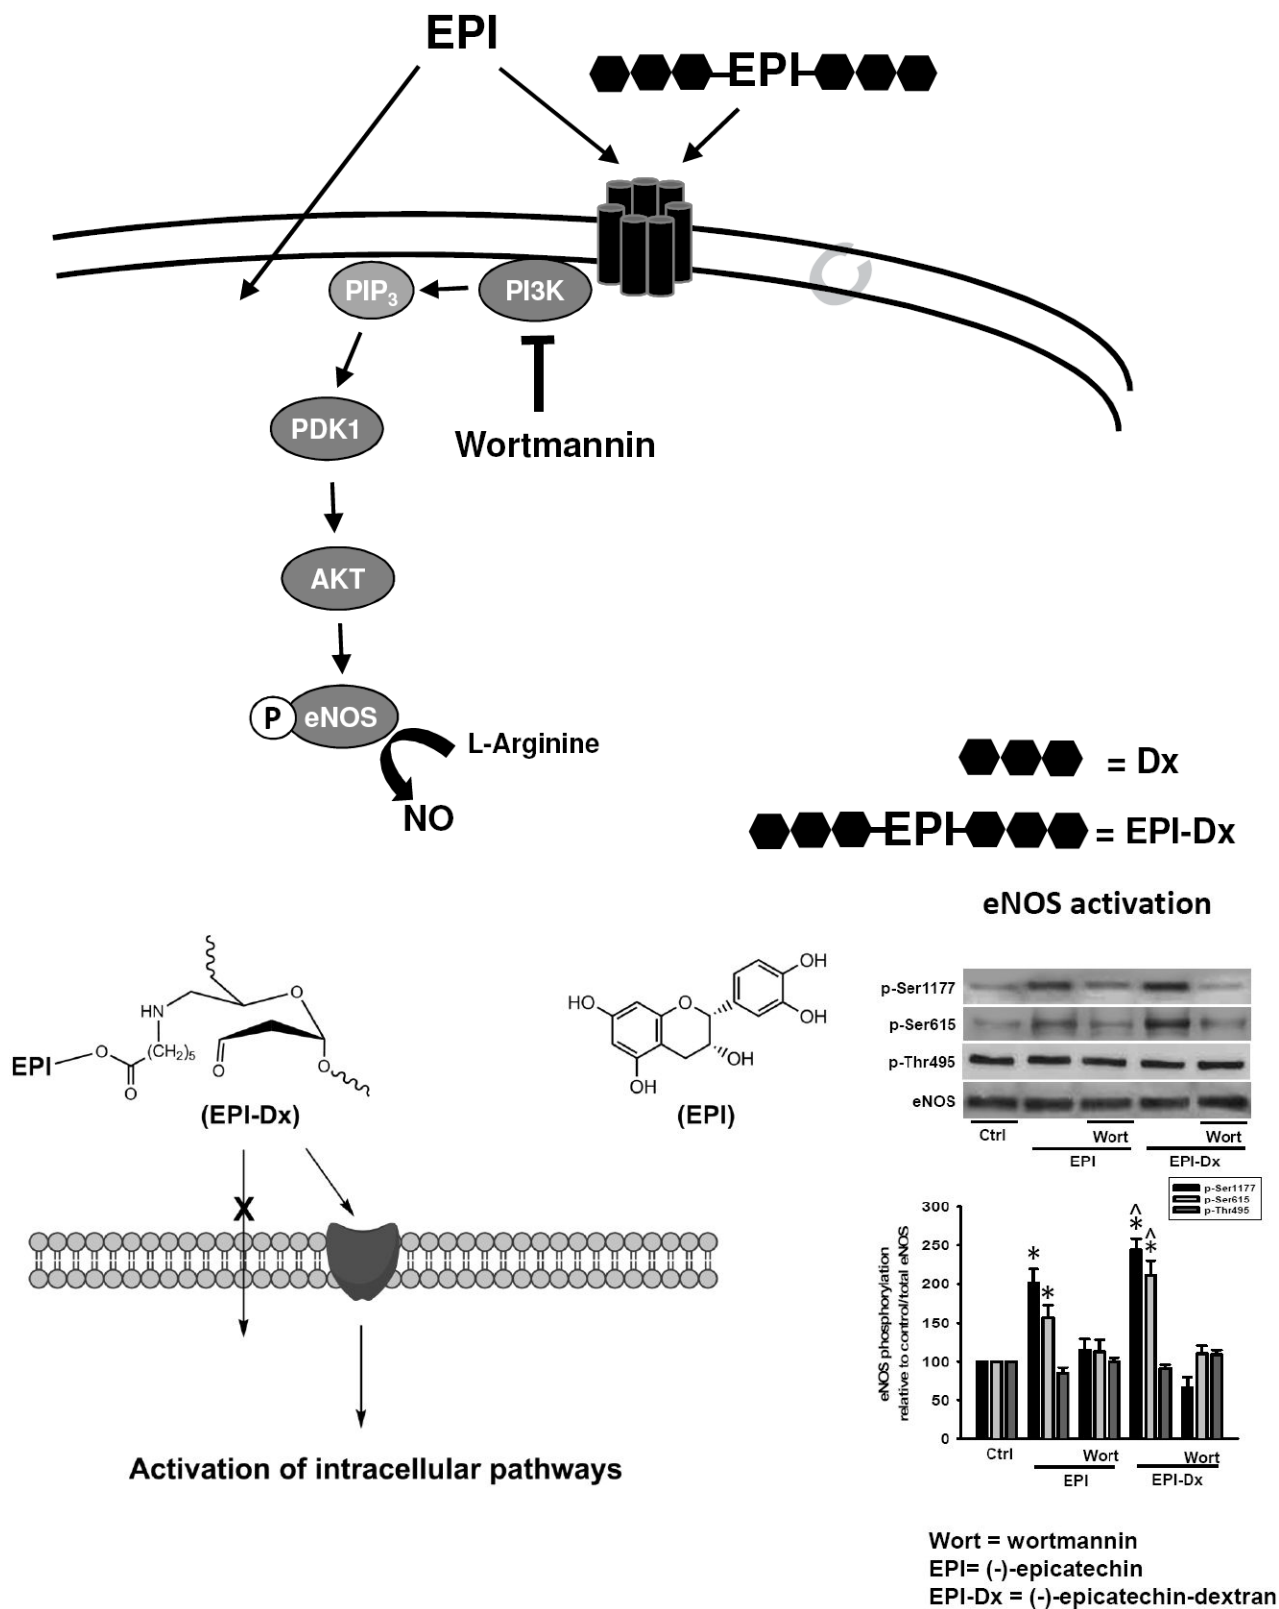 EPI
EPI
PIP3
PI3K
PDK1
Wortmannin
AKT
P
eNOS
L-Arginine
NO
= Dx
EPI
= EPI-Dx
eNOS activation
HN
O
(CH2)5
EPI
O
O
O
O
(EPI-Dx)
HO
O
OH
OH
OH
OH
(EPI)
p-Ser1177
p-Ser615
p-Thr495
eNOS
Ctrl
Wort
Wort
EPI
EPI-Dx
X
Activation of intracellular pathways
p-Ser1177
p-Ser615
p-Thr495
eNOS phosphorylation
relative to control/total eNOS
300
250
200
150
100
50
0
*
*
^
*
^
*
Ctrl
Wort
Wort
EPI
EPI-Dx
Wort = wortmannin
EPI= (-)-epicatechin
EPI-Dx = (-)-epicatechin-dextran